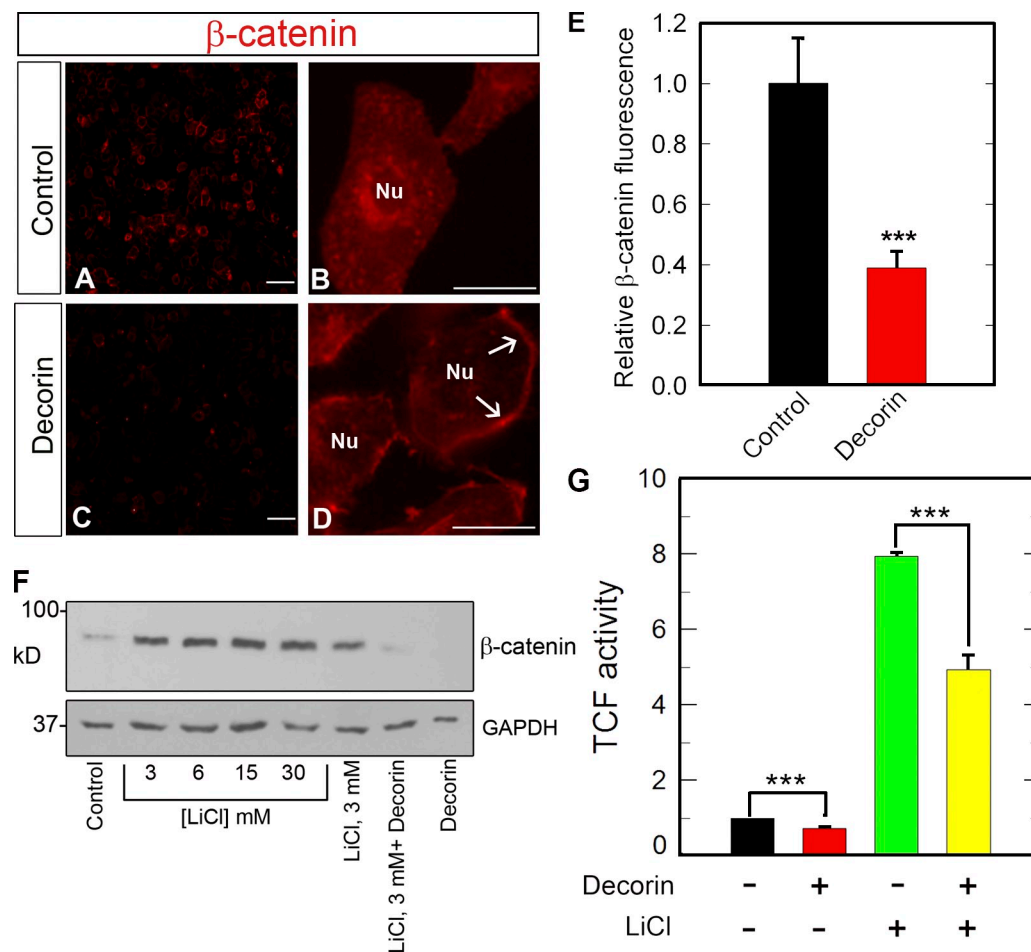 β-catenin
Control
A
Nu
B
Decorin
C
Nu
Nu
D
E
Relative β-catenin fluorescence
1.2
1.0
0.8
0.6
0.4
0.2
0.0
***
Control
Decorin
F
100
kD
37
β-catenin
GAPDH
Control
3 6 15 30
[LiCl] mM
LiCl, 3 mM
LiCl, 3 mM+ Decorin
Decorin
G
TCF activity
10
8
6
4
2
0
***
***
Decorin - + - +
LiCl - - + +